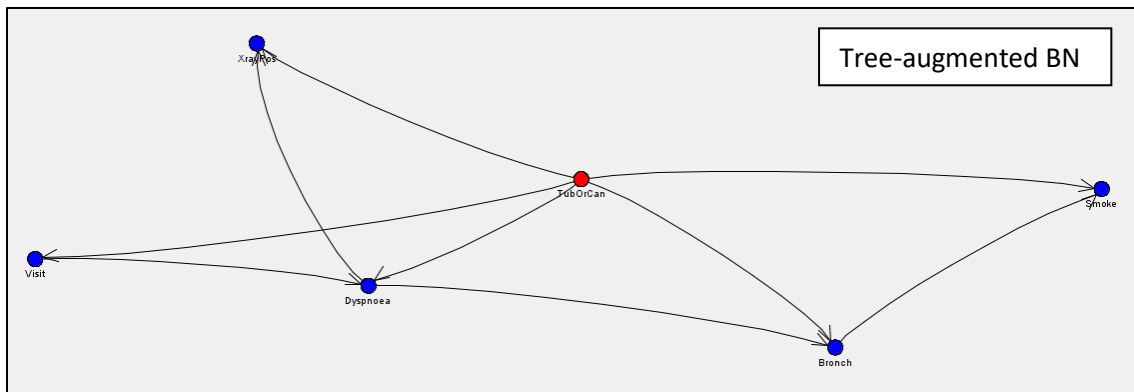 Tree-augmented BN
XrayPos
TubOrCan
Smoke
Visit
Dyspnoea
Bronch